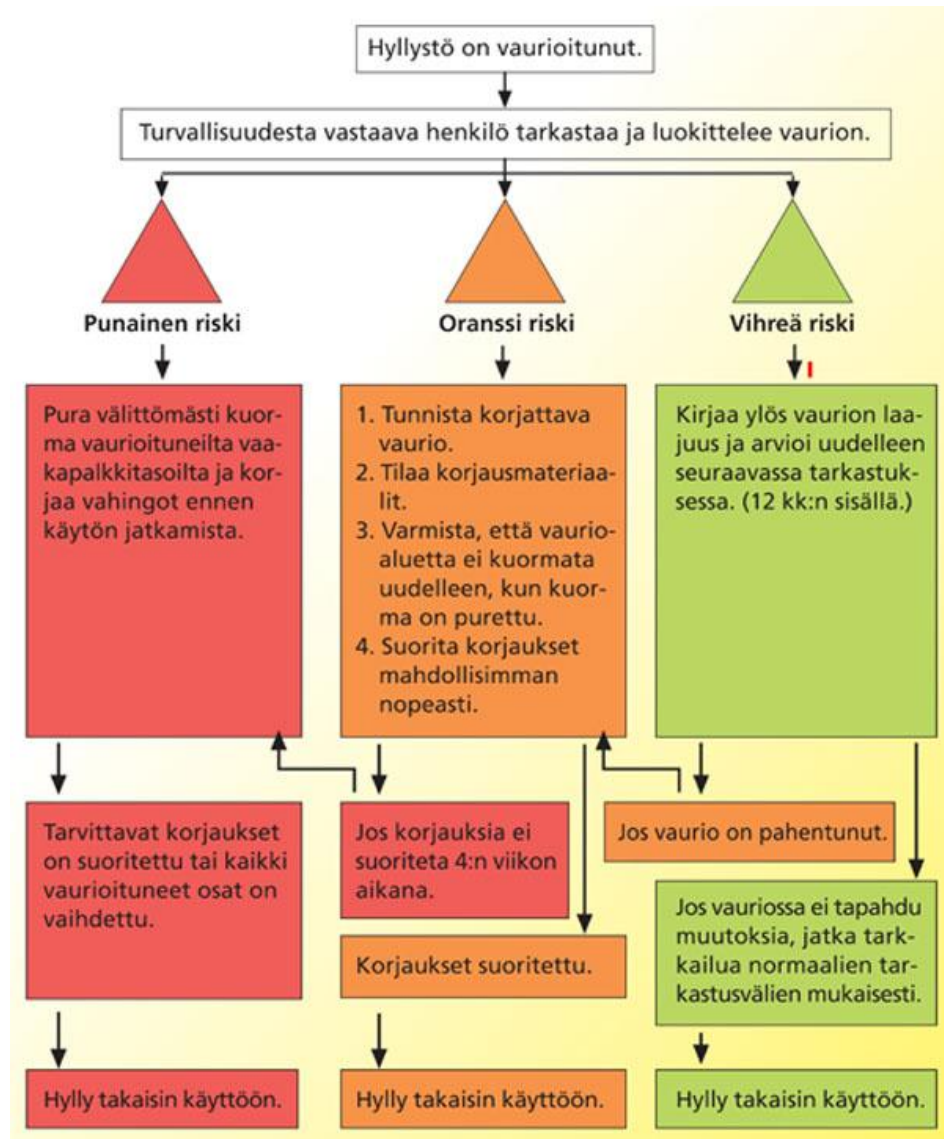 Hyllystö on vaurioitunut.
Turvallisuudesta vastaava henkilö tarkastaa ja luokittelee vaurion.
Punainen riski
Oranssi riski
Vihreä riski
Pura välittömästi kuor-
ma vaurioituneilta vaa-
kapalkkitasoilta ja kor-
jaa vahingot ennen
käytön jatkamista.
1. Tunnista korjattava
vaurio.
2. Tilaa korjausmateriaa-
lit.
3. Varmista, että vaurio-
aluetta ei kuormata
uudelleen, kun kuor-
ma on purettu.
4. Suorita korjaukset
mahdollisimman
nopeasti.
Kirjaa ylös vaurion laa-
juus ja arvioi uudelleen
seuraavassa tarkastuk-
sessa. (12 kk:n sisällä.)
Tarvittavat korjaukset
on suoritettu tai kaikki
vaurioituneet osat on
vaihdettu.
Jos korjauksia ei
suoriteta 4:n viikon
aikana.
Jos vaurio on pahentunut.
Korjaukset suoritettu.
Jos vauriossa ei tapahdu
muutoksia, jatka tark-
kailua normaalien tar-
kastusvälien mukaisesti.
Hylly takaisin käyttöön.
Hylly takaisin käyttöön.
Hylly takaisin käyttöön.